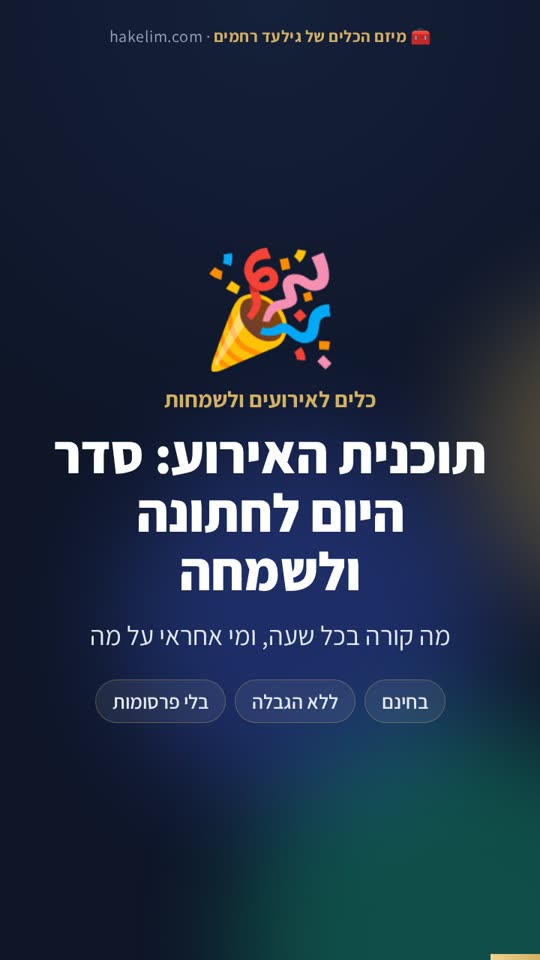 🧰 מיזם הכלים של גילעד רחמים · hakelim.com
כלים לאירועים ולשמחות
תוכנית האירוע: סדר
היום לחתונה
ולשמחה
מה קורה בכל שעה, ומי אחראי על מה
בחינם
ללא הגבלה
בלי פרסומות